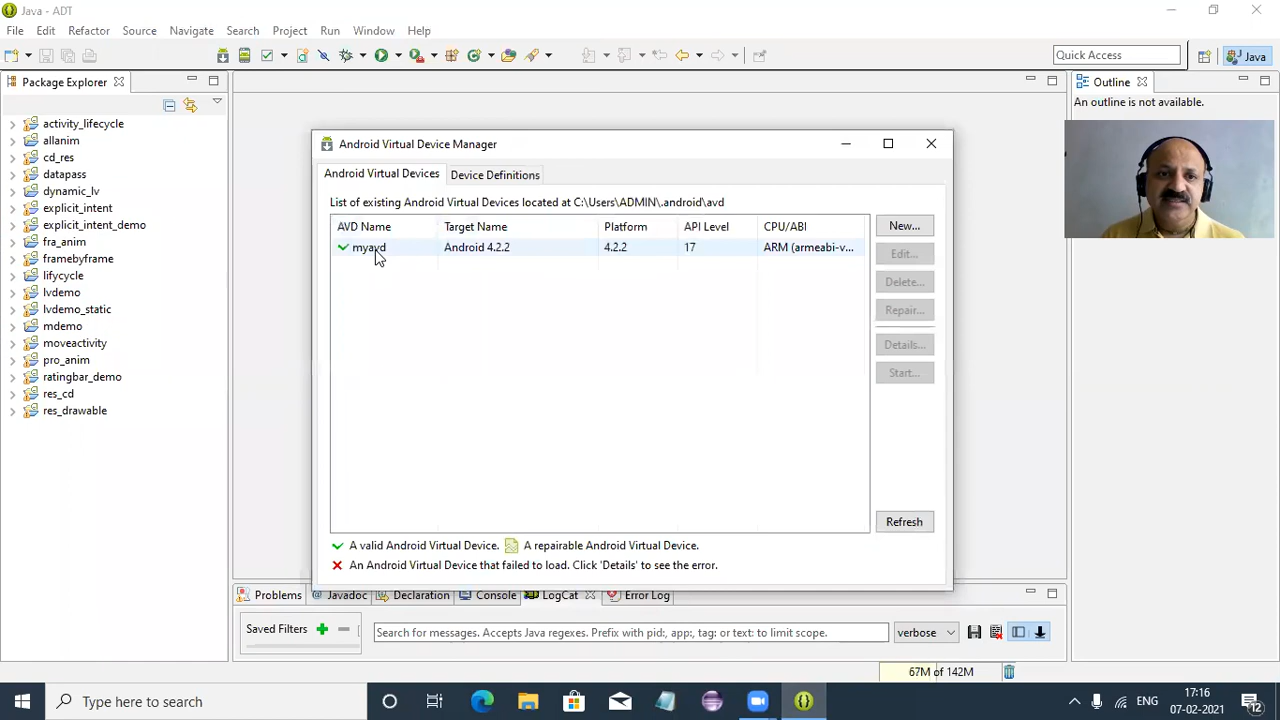 Java - ADT
File Edit Refactor Source Navigate Search Project Run Window Help
Quick Access
Java
Package Explorer
activity_lifecycle
allanim
cd_res
datapass
dynamic_lv
explicit_intent
explicit_intent_demo
fra_anim
framebyframe
lifycycle
lvdemo
lvdemo_static
mdemo
moveactivity
pro_anim
ratingbar_demo
res_cd
res_drawable
Outline
An outline is not available.
Android Virtual Device Manager
Android Virtual Devices Device Definitions
List of existing Android Virtual Devices located at C:\Users\ADMIN\.android\avd
AVD Name Target Name Platform API Level CPU/ABI
myavd Android 4.2.2 4.2.2 17 ARM (armeabi-v...
New...
Edit...
Delete...
Repair...
Details...
Start...
Refresh
A valid Android Virtual Device. A repairable Android Virtual Device.
An Android Virtual Device that failed to load. Click 'Details' to see the error.
Problems Javadoc Declaration Console LogCat Error Log
Saved Filters
Search for messages. Accepts Java regexes. Prefix with pid:, app:, tag: or text: to limit scope.
verbose
67M of 142M
Type here to search
ENG
17:16
07-02-2021
12